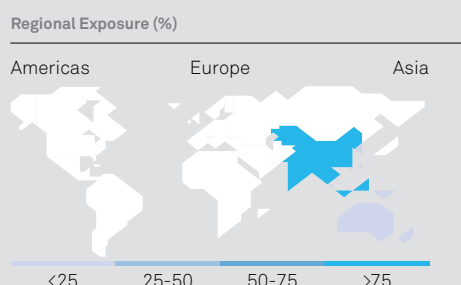 Regional Exposure (%)
Americas Europe Asia
<25 25-50 50-75 >75